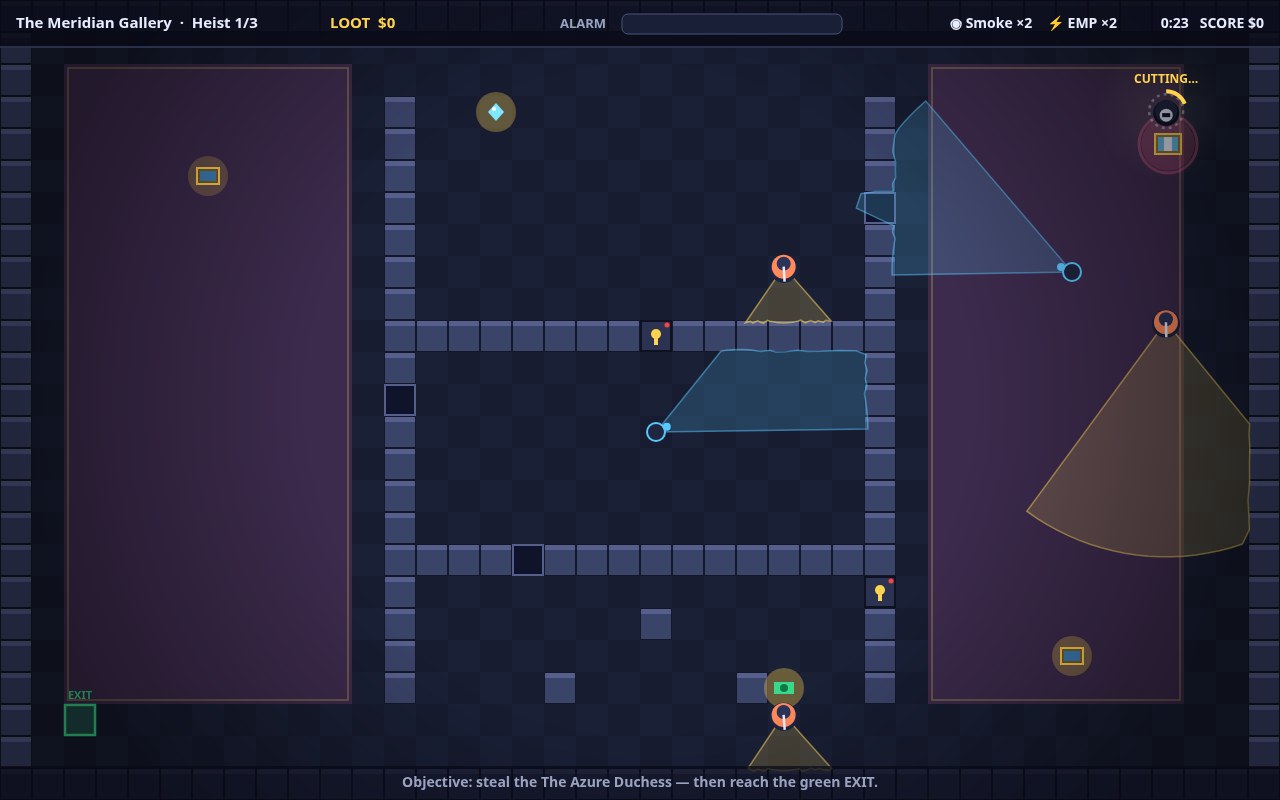 The Meridian Gallery · Heist 1/3
LOOT $0
ALARM
◉ Smoke ×2 ⚡ EMP ×2
0:23 SCORE $0
CUTTING...
EXIT
Objective: steal the The Azure Duchess — then reach the green EXIT.